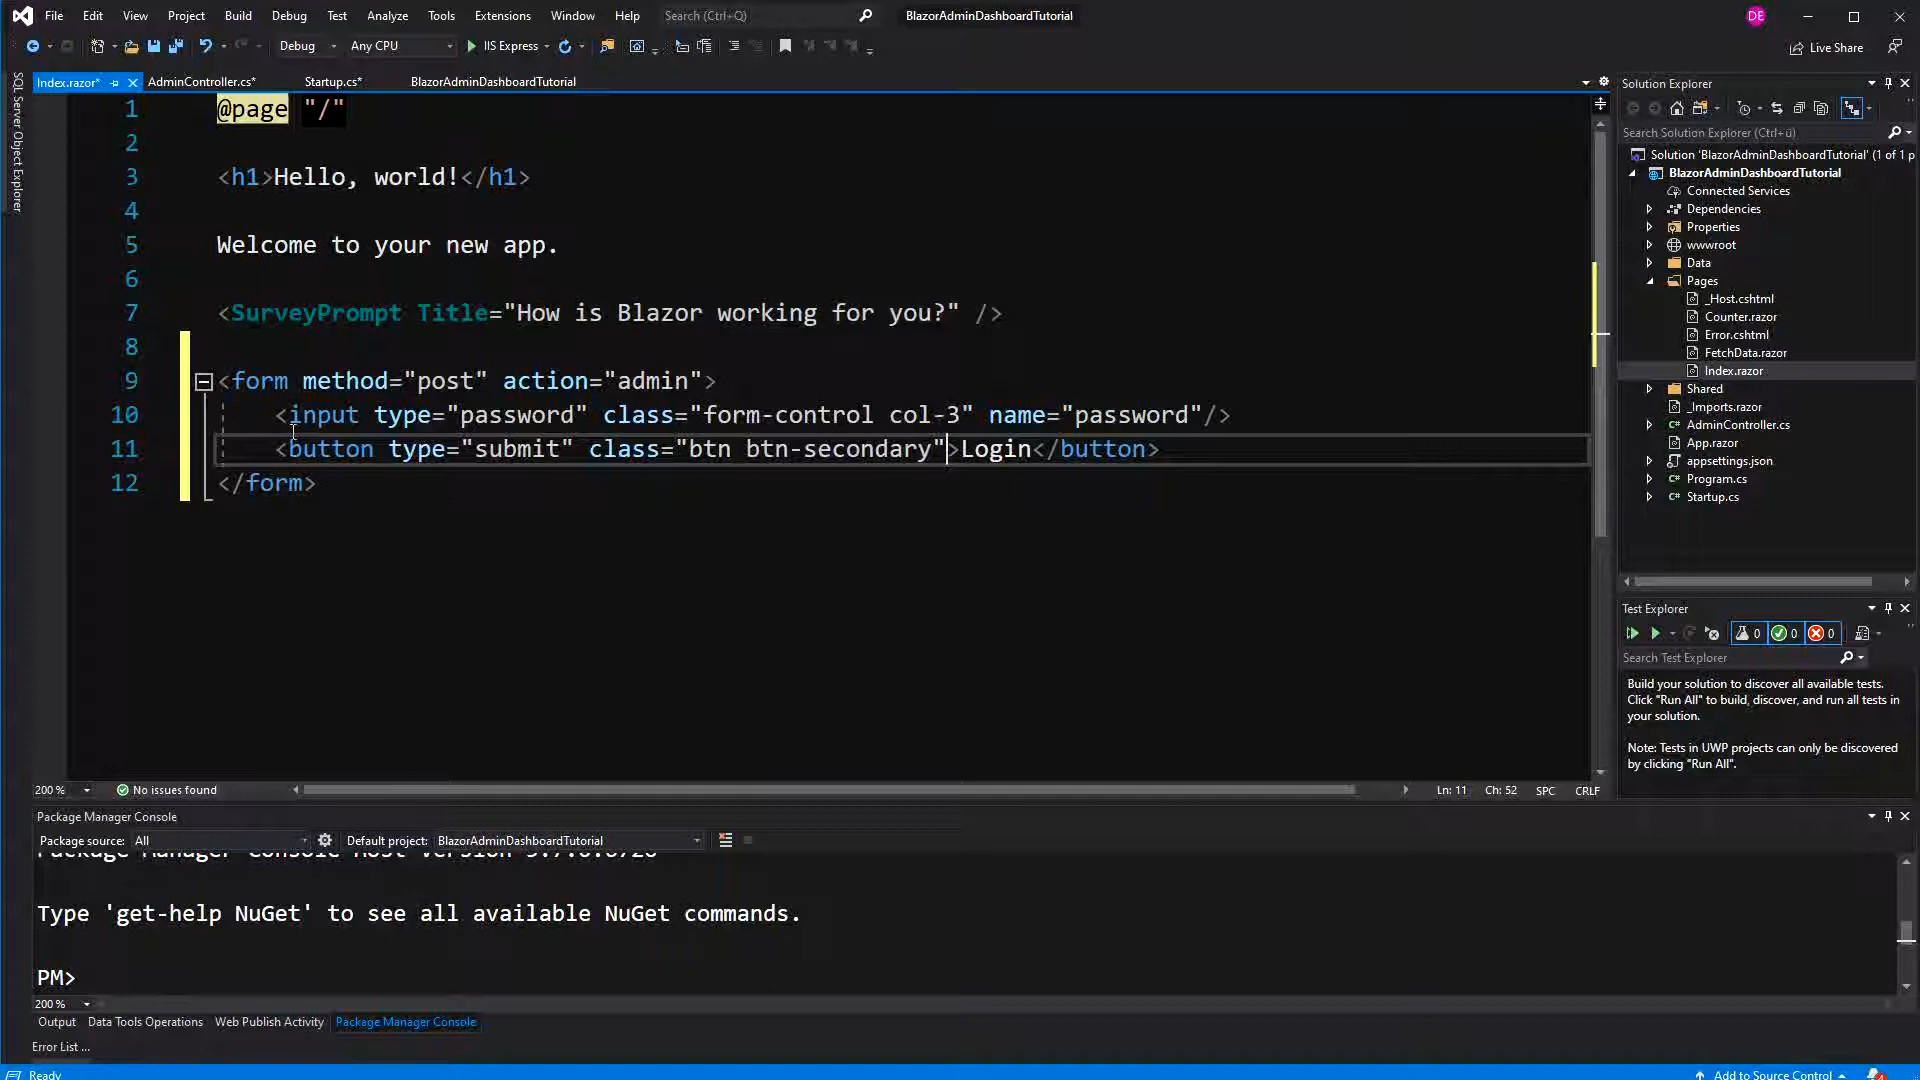 File Edit View Project Build Debug Test Analyze Tools Extensions Window Help Search (Ctrl+Q) BlazorAdminDashboardTutorial DE
Debug Any CPU IIS Express Live Share
SQL Server Object Explorer
Index.razor* AdminController.cs* Startup.cs* BlazorAdminDashboardTutorial
1 @page "/"
2
3 <h1>Hello, world!</h1>
4
5 Welcome to your new app.
6
7 <SurveyPrompt Title="How is Blazor working for you?" />
8
9 <form method="post" action="admin">
10 <input type="password" class="form-control col-3" name="password"/>
11 <button type="submit" class="btn btn-secondary">Login</button>
12 </form>
200 % No issues found Ln: 11 Ch: 52 SPC CRLF
Solution Explorer
Search Solution Explorer (Ctrl+ü)
Solution 'BlazorAdminDashboardTutorial' (1 of 1 p
BlazorAdminDashboardTutorial
Connected Services
Dependencies
Properties
wwwroot
Data
Pages
_Host.cshtml
Counter.razor
Error.cshtml
FetchData.razor
Index.razor
Shared
_Imports.razor
AdminController.cs
App.razor
appsettings.json
Program.cs
Startup.cs
Test Explorer
0 0 0
Search Test Explorer
Build your solution to discover all available tests.
Click "Run All" to build, discover, and run all tests in
your solution.
Note: Tests in UWP projects can only be discovered
by clicking "Run All".
Package Manager Console
Package source: All Default project: BlazorAdminDashboardTutorial
Package Manager Console Host Version
Type 'get-help NuGet' to see all available NuGet commands.
PM>
200 %
Output Data Tools Operations Web Publish Activity Package Manager Console
Error List ...
Ready Add to Source Control